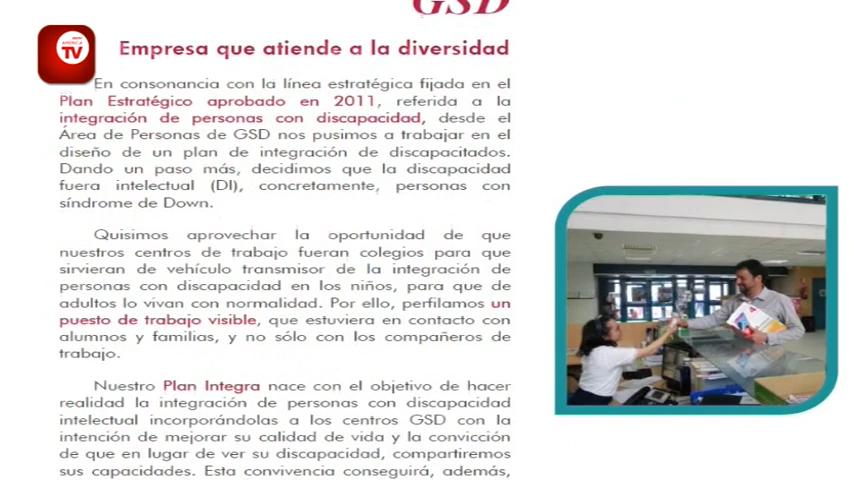 GSD
TV
Empresa que atiende a la diversidad
En consonancia con la línea estratégica fijada en el
Plan Estratégico aprobado en 2011, referida a la
integración de personas con discapacidad, desde el
Área de Personas de GSD nos pusimos a trabajar en el
diseño de un plan de integración de discapacitados.
Dando un paso más, decidimos que la discapacidad
fuera intelectual (DI), concretamente, personas con
síndrome de Down.
Quisimos aprovechar la oportunidad de que
nuestros centros de trabajo fueran colegios para que
sirvieran de vehículo transmisor de la integración de
personas con discapacidad en los niños, para que de
adultos lo vivan con normalidad. Por ello, perfilamos un
puesto de trabajo visible, que estuviera en contacto con
alumnos y familias, y no sólo con los compañeros de
trabajo.
Nuestro Plan Integra nace con el objetivo de hacer
realidad la integración de personas con discapacidad
intelectual incorporándolas a los centros GSD con la
intención de mejorar su calidad de vida y la convicción
de que en lugar de ver su discapacidad, compartiremos
sus capacidades. Esta convivencia conseguirá, además,